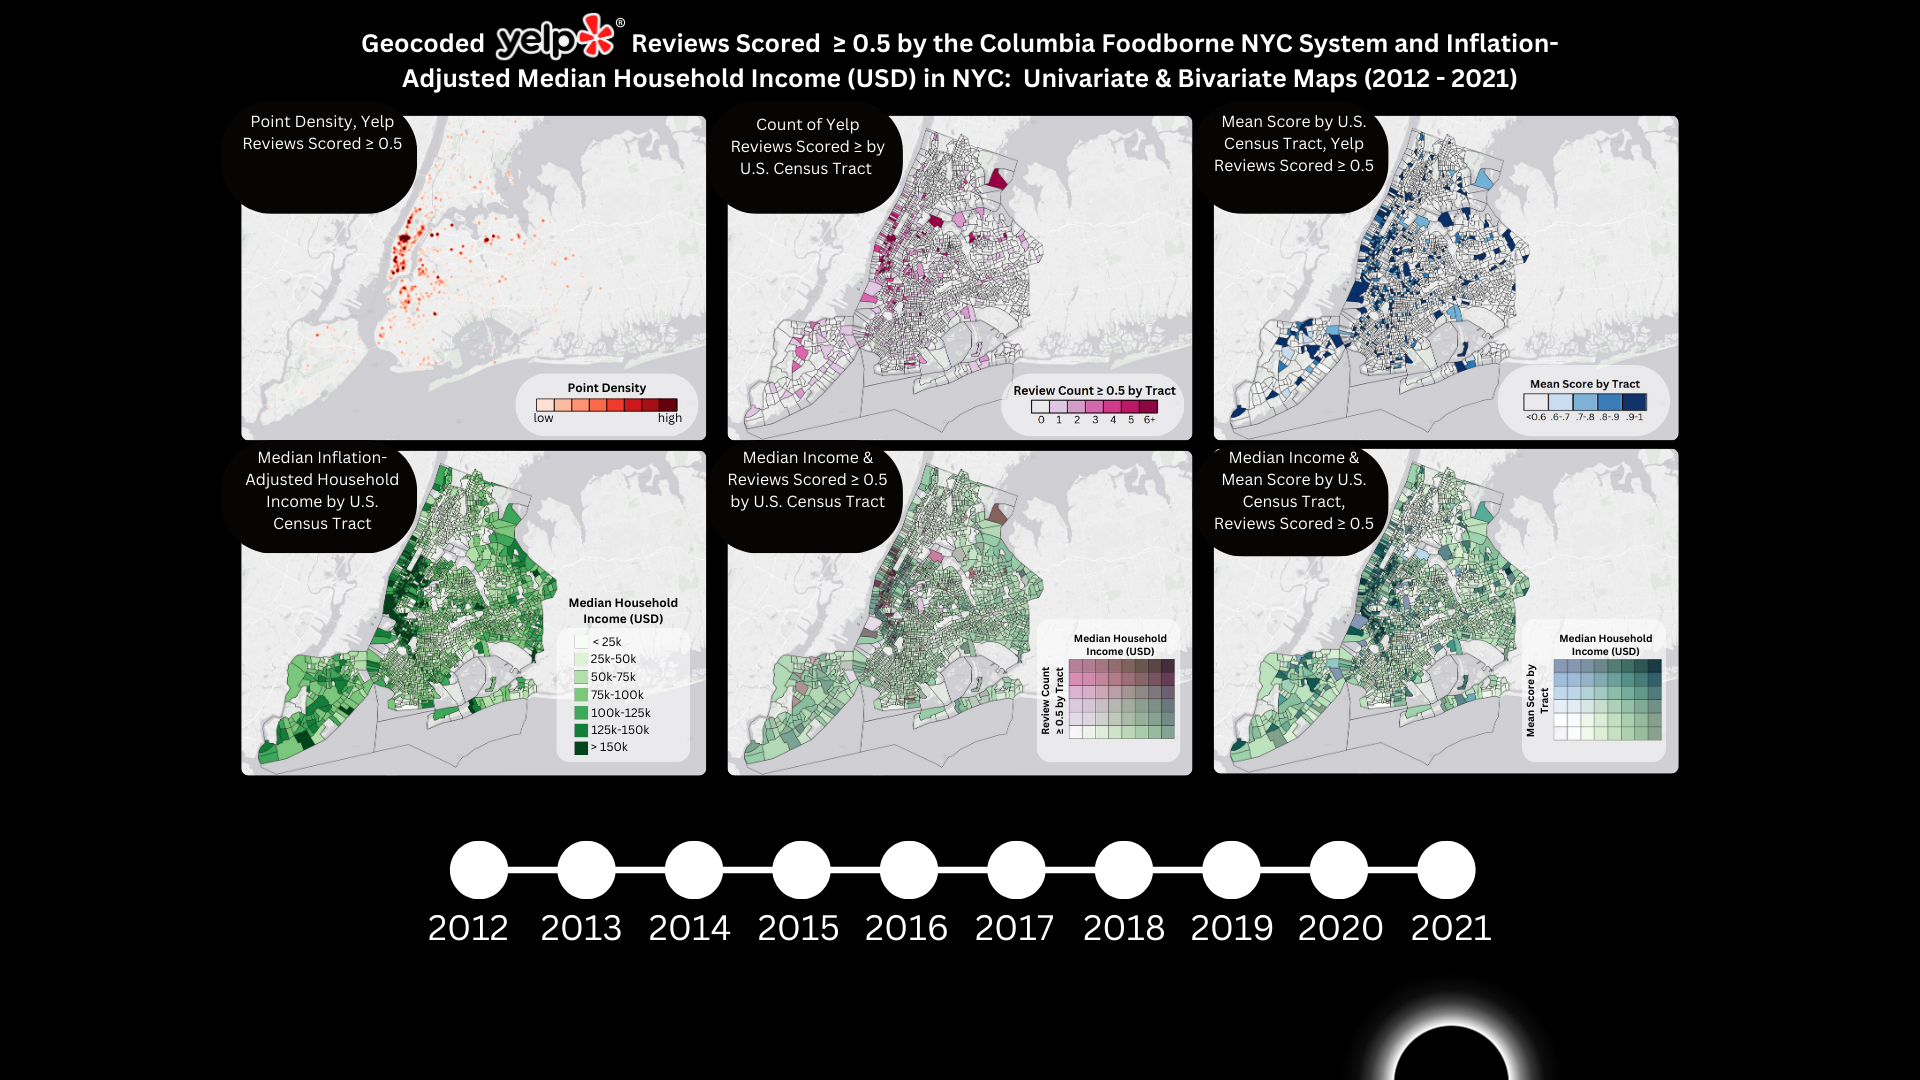 Geocoded yelp® Reviews Scored ≥ 0.5 by the Columbia Foodborne NYC System and Inflation-
Adjusted Median Household Income (USD) in NYC: Univariate & Bivariate Maps (2012 - 2021)
Point Density, Yelp
Reviews Scored ≥ 0.5
Point Density
low high
Count of Yelp
Reviews Scored ≥ by
U.S. Census Tract
Review Count ≥ 0.5 by Tract
0 1 2 3 4 5 6+
Mean Score by U.S.
Census Tract, Yelp
Reviews Scored ≥ 0.5
Mean Score by Tract
<0.6 .6-.7 .7-.8 .8-.9 .9-1
Median Inflation-
Adjusted Household
Income by U.S.
Census Tract
Median Household
Income (USD)
< 25k
25k-50k
50k-75k
75k-100k
100k-125k
125k-150k
> 150k
Median Income &
Reviews Scored ≥ 0.5
by U.S. Census Tract
Median Household
Income (USD)
Review Count
≥ 0.5 by Tract
Median Income &
Mean Score by U.S.
Census Tract,
Reviews Scored ≥ 0.5
Median Household
Income (USD)
Mean Score by
Tract
2012 2013 2014 2015 2016 2017 2018 2019 2020 2021